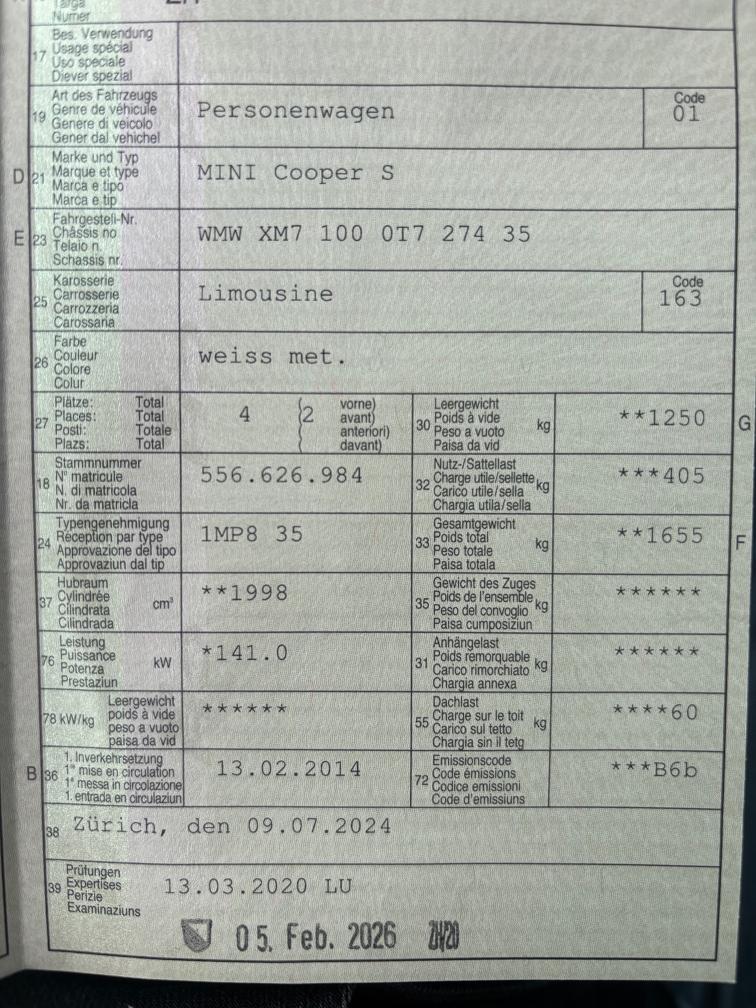 Targa
Numer
17 Bes. Verwendung
Usage spécial
Uso speciale
Diever spezial
19 Art des Fahrzeugs
Genre de véhicule
Genere di veicolo
Gener dal vehichel
Personenwagen
Code
01
D 21 Marke und Typ
Marque et type
Marca e tipo
Marca e tip
MINI Cooper S
E 23 Fahrgestell-Nr.
Châssis no
Telaio n.
Schassis nr.
WMW XM7 100 0T7 274 35
25 Karosserie
Carrosserie
Carrozzeria
Carossaria
Limousine
Code
163
26 Farbe
Couleur
Colore
Colur
weiss met.
27 Plätze: Total
Places: Total
Posti: Totale
Plazs: Total
4 (2 vorne)
avant)
anteriori)
davant)
30 Leergewicht
Poids à vide
Peso a vuoto
Paisa da vid
kg
**1250 G
18 Stammnummer
N° matricule
N. di matricola
Nr. da matricla
556.626.984
32 Nutz-/Sattellast
Charge utile/sellette
Carico utile/sella
Chargia utila/sella
kg
***405
24 Typengenehmigung
Réception par type
Approvazione del tipo
Approvaziun dal tip
1MP8 35
33 Gesamtgewicht
Poids total
Peso totale
Paisa totala
kg
**1655 F
37 Hubraum
Cylindrée
Cilindrata
Cilindrada
cm³
**1998
35 Gewicht des Zuges
Poids de l'ensemble
Peso del convoglio
Paisa cumposiziun
kg
******
76 Leistung
Puissance
Potenza
Prestaziun
kW
*141.0
31 Anhängelast
Poids remorquable
Carico rimorchiato
Chargia annexa
kg
******
78 kW/kg
Leergewicht
poids à vide
peso a vuoto
paisa da vid
******
55 Dachlast
Charge sur le toit
Carico sul tetto
Chargia sin il tetg
kg
****60
B 36 1. Inverkehrsetzung
1re mise en circulation
1a messa in circolazione
1. entrada en circulaziun
13.02.2014
72 Emissionscode
Code émissions
Codice emissioni
Code d'emissiuns
***B6b
38 Zürich, den 09.07.2024
39 Prüfungen
Expertises
Perizie
Examinaziuns
13.03.2020 LU
05. Feb. 2026